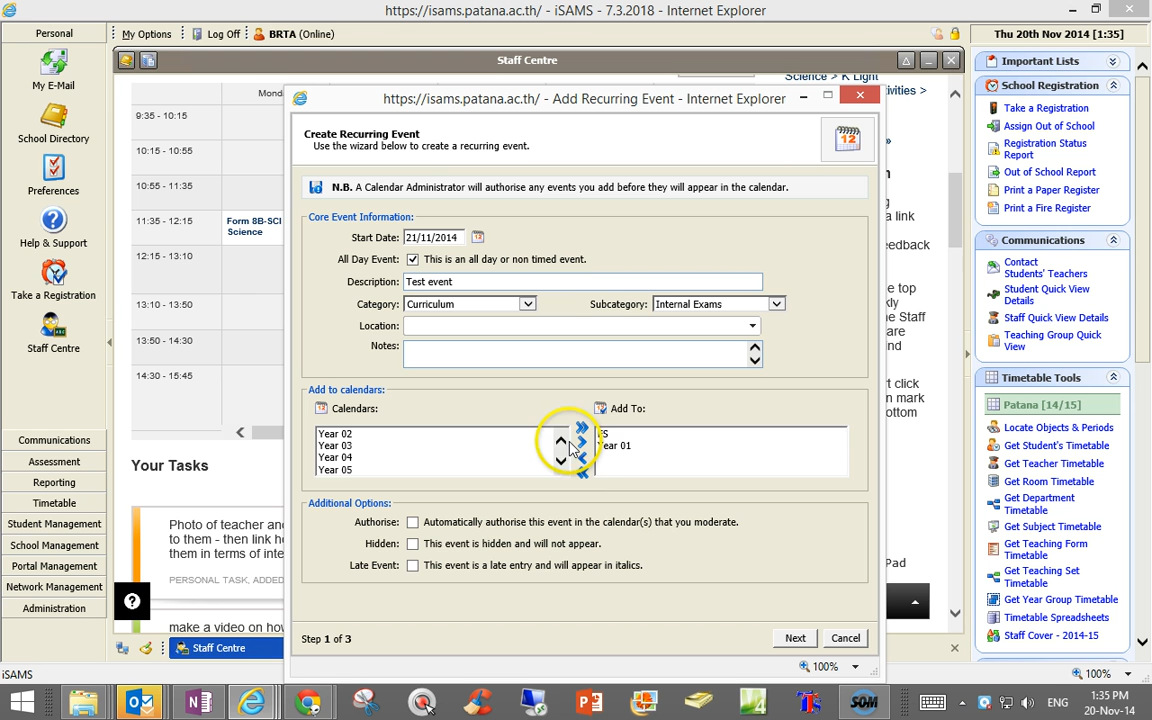 https://isams.patana.ac.th/ - iSAMS - 7.3.2018 - Internet Explorer
Personal
My Options
Log Off
BRTA (Online)
Thu 20th Nov 2014 [1:35]
My E-Mail
School Directory
Preferences
Help & Support
Take a Registration
Staff Centre
Communications
Assessment
Reporting
Timetable
Student Management
School Management
Portal Management
Network Management
Administration
Staff Centre
Science > K Light
9:35 - 10:15
10:15 - 10:55
10:55 - 11:35
11:35 - 12:15
Form 8B-SCI
Science
12:15 - 13:10
13:10 - 13:50
13:50 - 14:30
14:30 - 15:45
Your Tasks
Photo of teacher and
to them - then link
them in terms of
PERSONAL TASK, ADDED
make a video on how
https://isams.patana.ac.th/ - Add Recurring Event - Internet Explorer
Create Recurring Event
Use the wizard below to create a recurring event.
12
N.B. A Calendar Administrator will authorise any events you add before they will appear in the calendar.
Core Event Information:
Start Date: 21/11/2014
All Day Event: This is an all day or non timed event.
Description: Test event
Category: Curriculum
Subcategory: Internal Exams
Location:
Notes:
Add to calendars:
Calendars:
Add To:
Year 02
Year 03
Year 04
Year 05
Year 01
Additional Options:
Authorise: Automatically authorise this event in the calendar(s) that you moderate.
Hidden: This event is hidden and will not appear.
Late Event: This event is a late entry and will appear in italics.
Step 1 of 3
Next
Cancel
100%
a link
eedback
e top
e Staff
are
nd
t click
n mark
ottom
Pad
Important Lists
School Registration
Take a Registration
Assign Out of School
Registration Status
Report
Out of School Report
Print a Paper Register
Print a Fire Register
Communications
Contact
Students' Teachers
Student Quick View
Details
Staff Quick View Details
Teaching Group Quick
View
Timetable Tools
Patana [14/15]
Locate Objects & Periods
Get Student's Timetable
Get Teacher Timetable
Get Room Timetable
Get Department
Timetable
Get Subject Timetable
Get Teaching Form
Timetable
Get Teaching Set
Timetable
Get Year Group Timetable
Timetable Spreadsheets
Staff Cover - 2014-15
Staff Centre
iSAMS
100%
SOM
ENG
1:35 PM
20-Nov-14